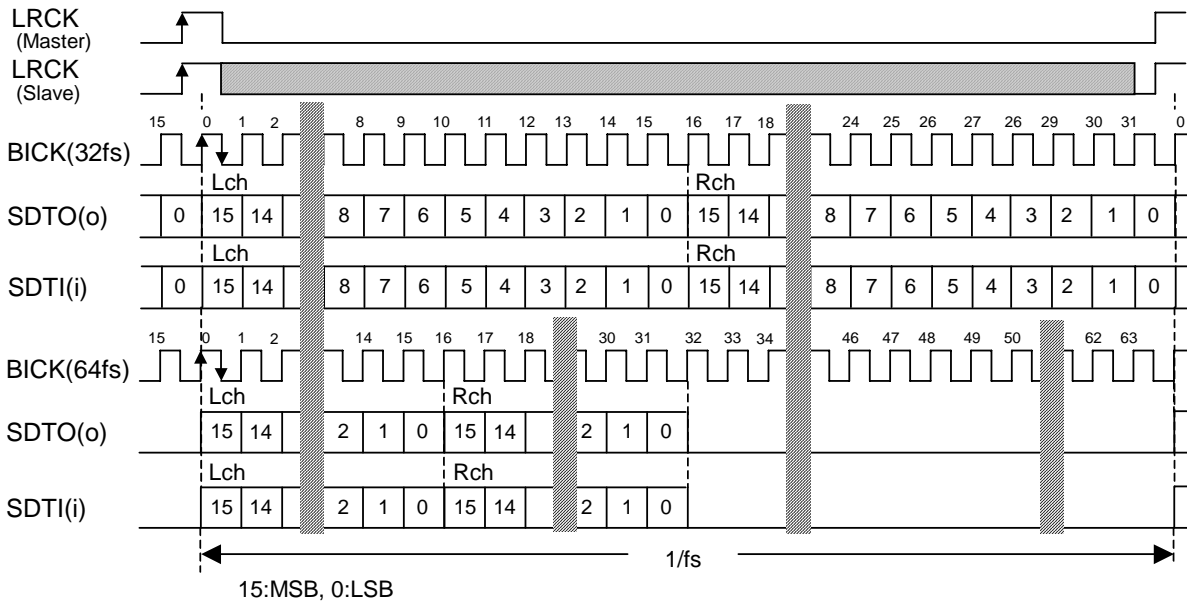 LRCK
(Master)
LRCK
(Slave)
15 0 1 2 8 9 10 11 12 13 14 15 16 17 18 24 25 26 27 26 29 30 31 0
BICK(32fs)
Lch Rch
SDTO(o) 0 15 14 8 7 6 5 4 3 2 1 0 15 14 8 7 6 5 4 3 2 1 0
Lch Rch
SDTI(i) 0 15 14 8 7 6 5 4 3 2 1 0 15 14 8 7 6 5 4 3 2 1 0
15 0 1 2 14 15 16 17 18 30 31 32 33 34 46 47 48 49 50 62 63
BICK(64fs)
Lch Rch
SDTO(o) 15 14 2 1 0 15 14 2 1 0
Lch Rch
SDTI(i) 15 14 2 1 0 15 14 2 1 0
1/fs
15:MSB, 0:LSB